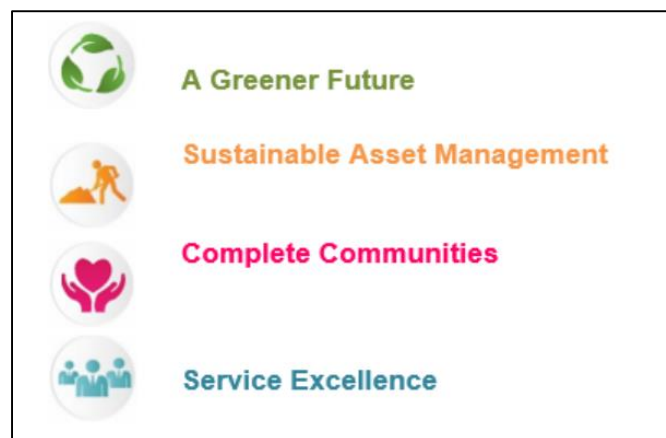 A Greener Future
Sustainable Asset Management
Complete Communities
Service Excellence